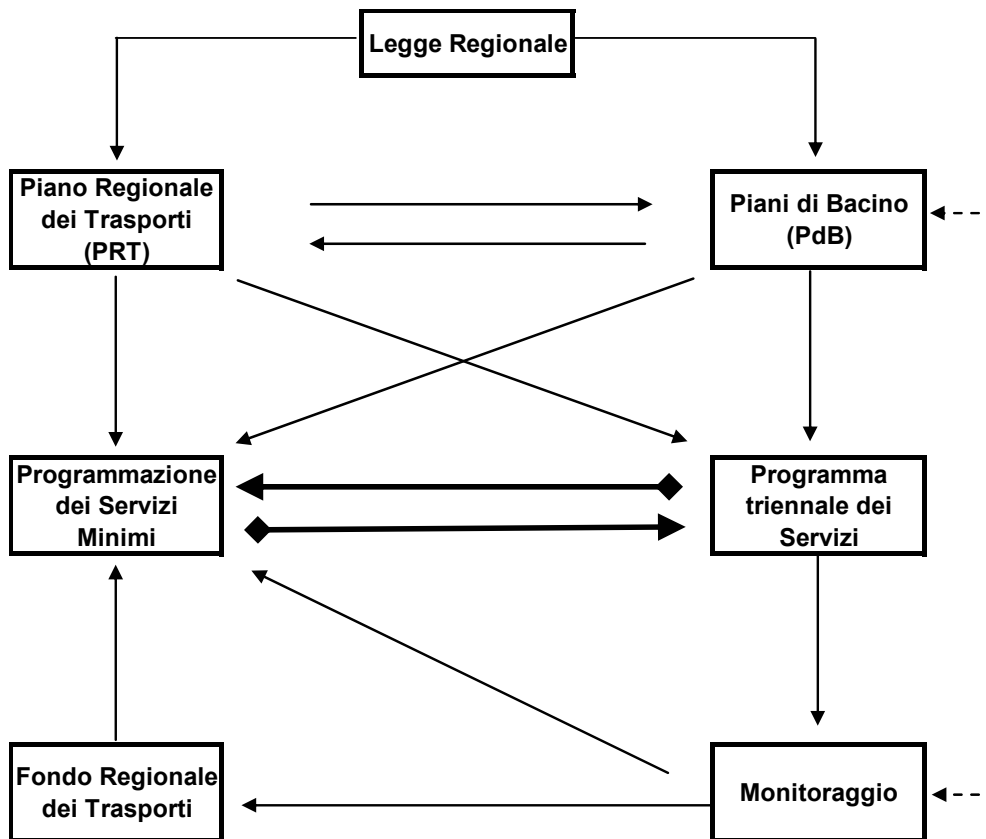 Legge Regionale
Piano Regionale
dei Trasporti
(PRT)
Piani di Bacino
(PdB)
Programmazione
dei Servizi
Minimi
Programma
triennale dei
Servizi
Fondo Regionale
dei Trasporti
Monitoraggio